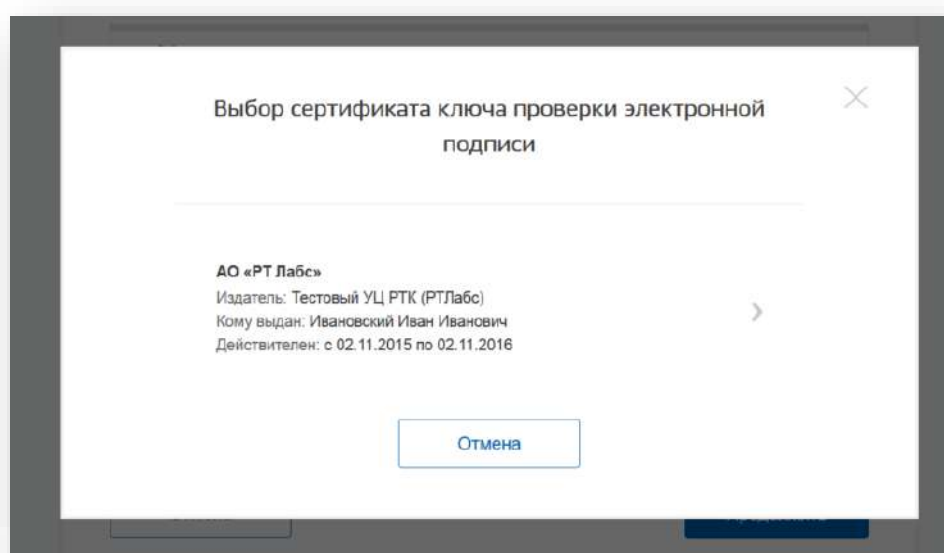 Выбор сертификата ключа проверки электронной
подписи
АО «РТ Лабс»
Издатель: Тестовый УЦ РТК (РТЛабс)
Кому выдан: Ивановский Иван Иванович
Действителен: с 02.11.2015 по 02.11.2016
Отмена